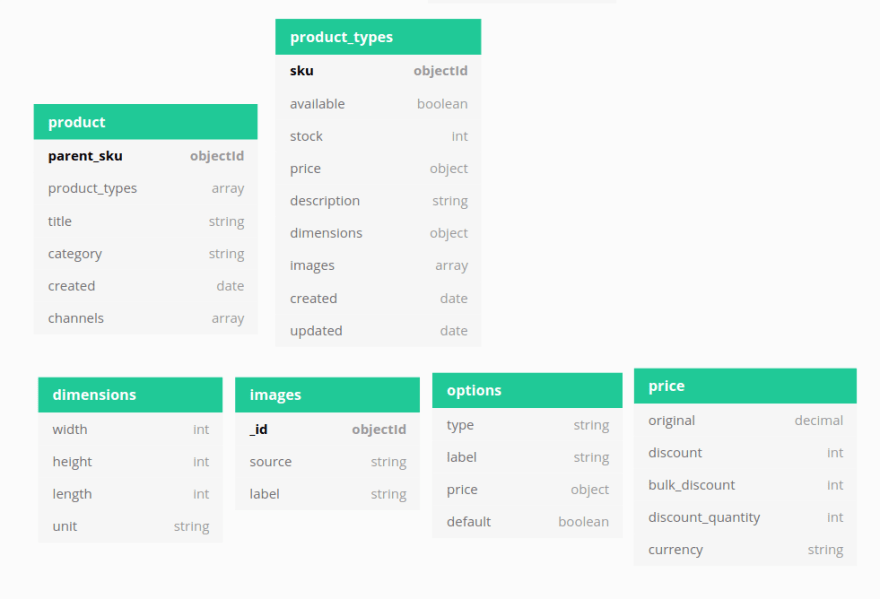 product_types
sku objectId
available boolean
stock int
price object
description string
dimensions object
images array
created date
updated date
product
parent_sku objectId
product_types array
title string
category string
created date
channels array
dimensions
width int
height int
length int
unit string
images
_id objectId
source string
label string
options
type string
label string
price object
default boolean
price
original decimal
discount int
bulk_discount int
discount_quantity int
currency string